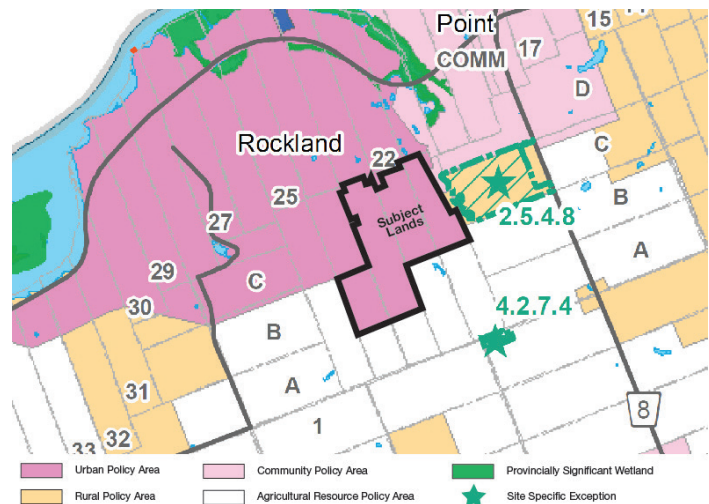 Point
COMM
17
15
D
Rockland
22
C
25
Subject
Lands
B
2.5.4.8
27
A
29
C
4.2.7.4
30
B
31
A
8
1
33
32
Urban Policy Area
Community Policy Area
Provincially Significant Wetland
Rural Policy Area
Agricultural Resource Policy Area
Site Specific Exception